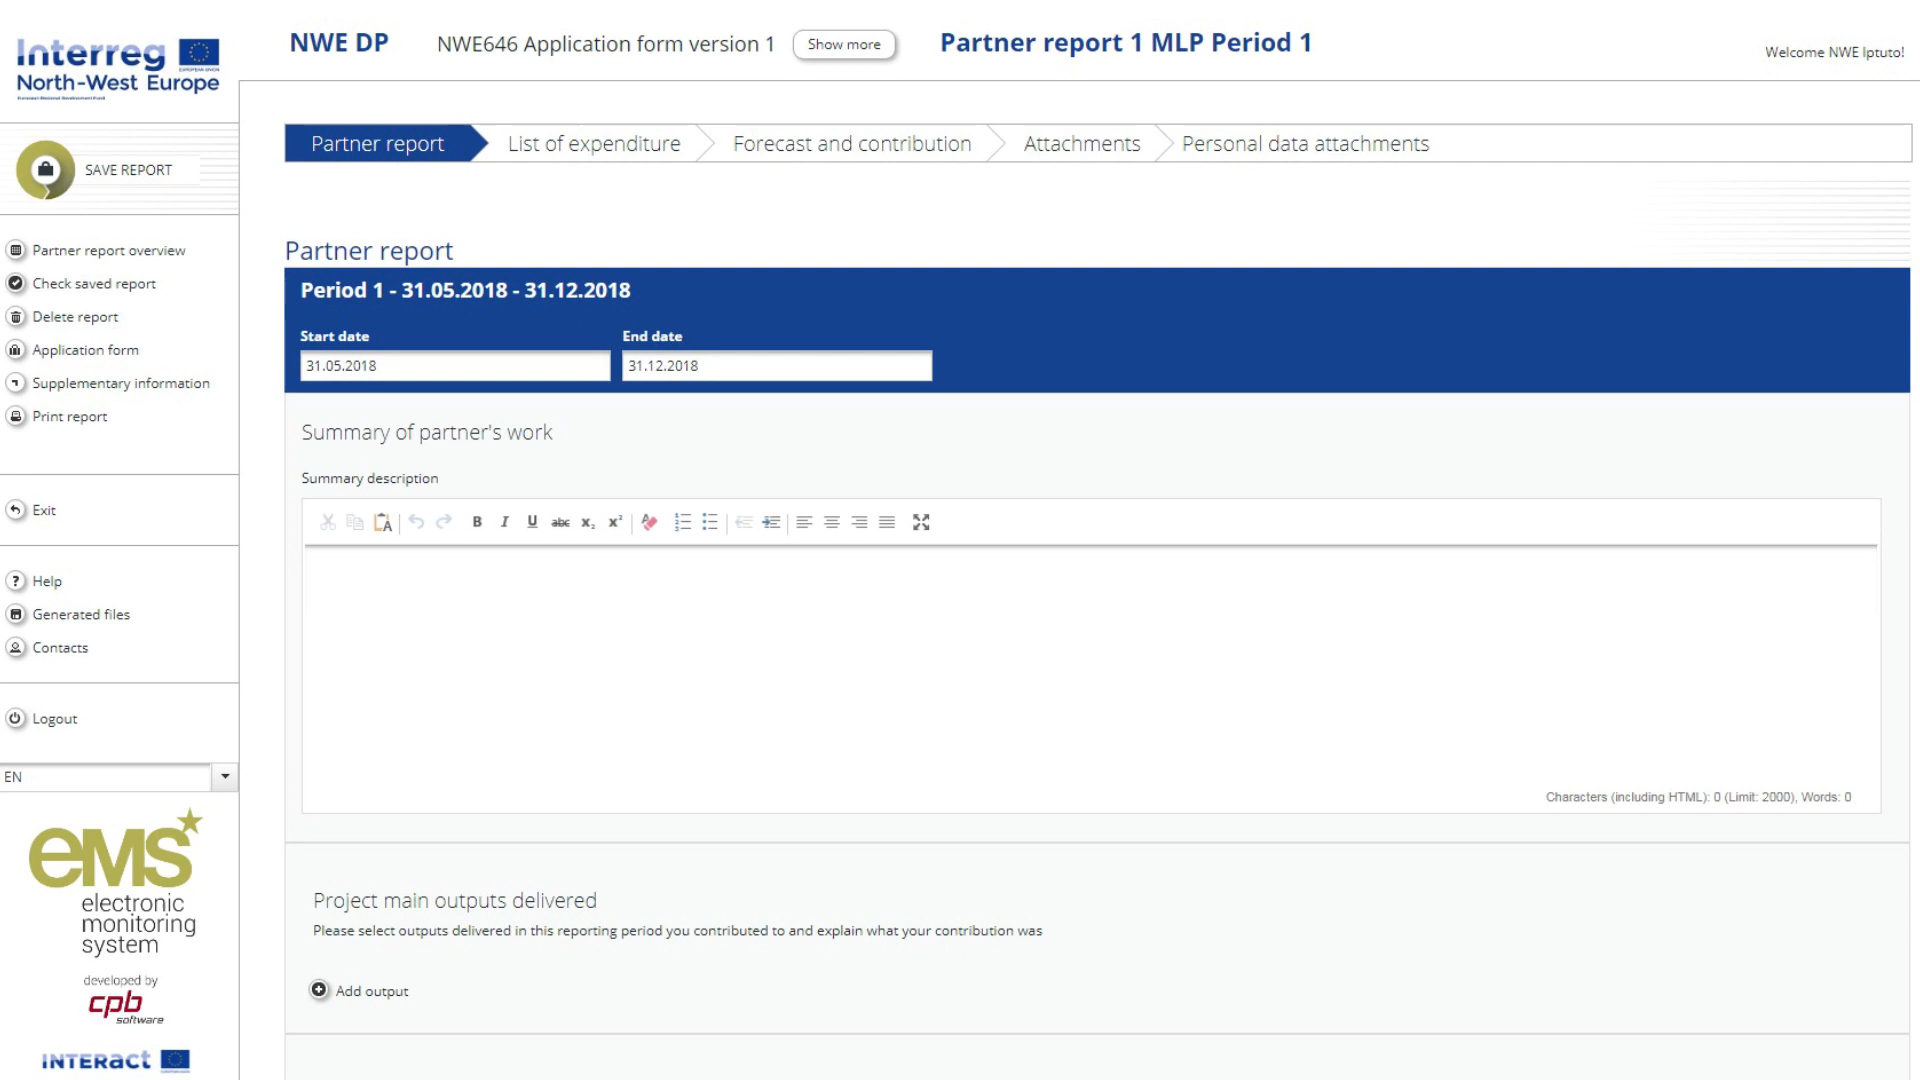 Interreg
North-West Europe
NWE DP
NWE646 Application form version 1
Show more
Partner report 1 MLP Period 1
Welcome NWE lptuto!
SAVE REPORT
Partner report overview
Check saved report
Delete report
Application form
Supplementary information
Print report
Exit
Help
Generated files
Contacts
Logout
EN
eMS
electronic
monitoring
system
developed by
cpb
software
INTERact
Partner report
List of expenditure
Forecast and contribution
Attachments
Personal data attachments
Partner report
Period 1 - 31.05.2018 - 31.12.2018
Start date
End date
31.05.2018
31.12.2018
Summary of partner's work
Summary description
B I U abc x₂ x²
Characters (including HTML): 0 (Limit: 2000), Words: 0
Project main outputs delivered
Please select outputs delivered in this reporting period you contributed to and explain what your contribution was
Add output